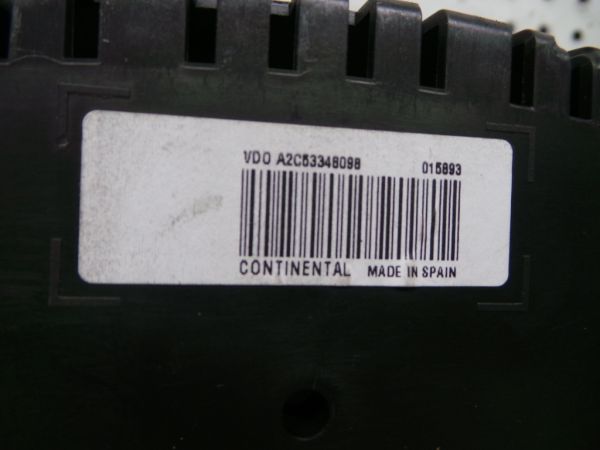 VDO A2C53348098 015893
CONTINENTAL MADE IN SPAIN